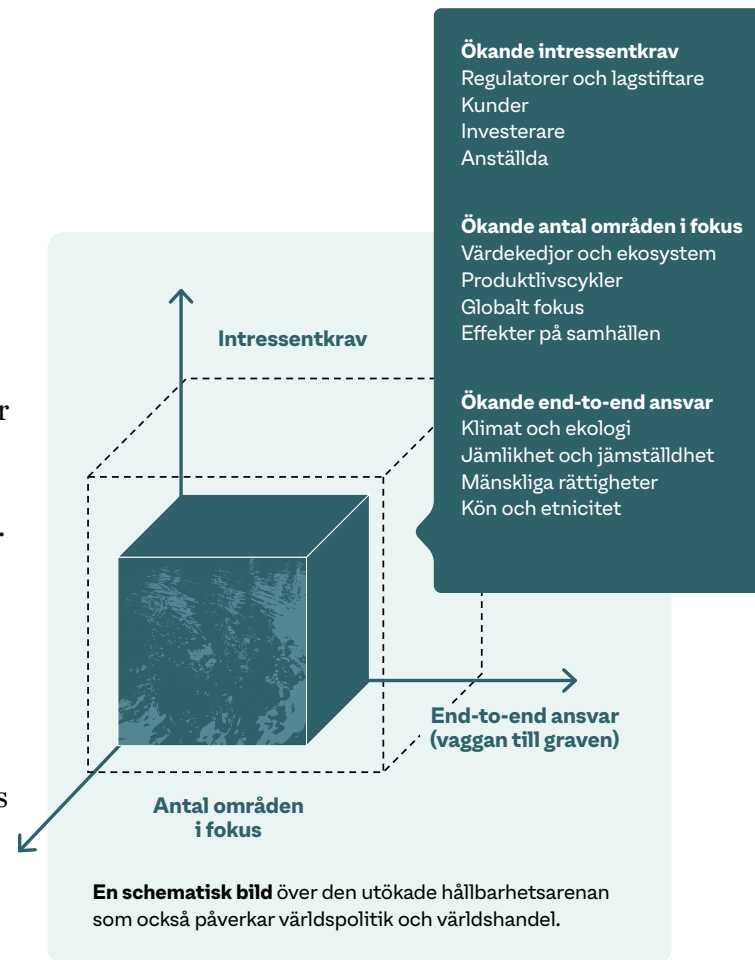 Ökande intressentkrav
Regulatorer och lagstiftare
Kunder
Investerare
Anställda
Ökande antal områden i fokus
Värdekedjor och ekosystem
Produktlivscykler
Globalt fokus
Effekter på samhällen
Ökande end-to-end ansvar
Klimat och ekologi
Jämlikhet och jämställdhet
Mänskliga rättigheter
Kön och etnicitet
Intressentkrav
End-to-end ansvar
(vaggan till graven)
Antal områden
i fokus
En schematisk bild över den utökade hållbarhetsarenan
som också påverkar världspolitik och världshandel.